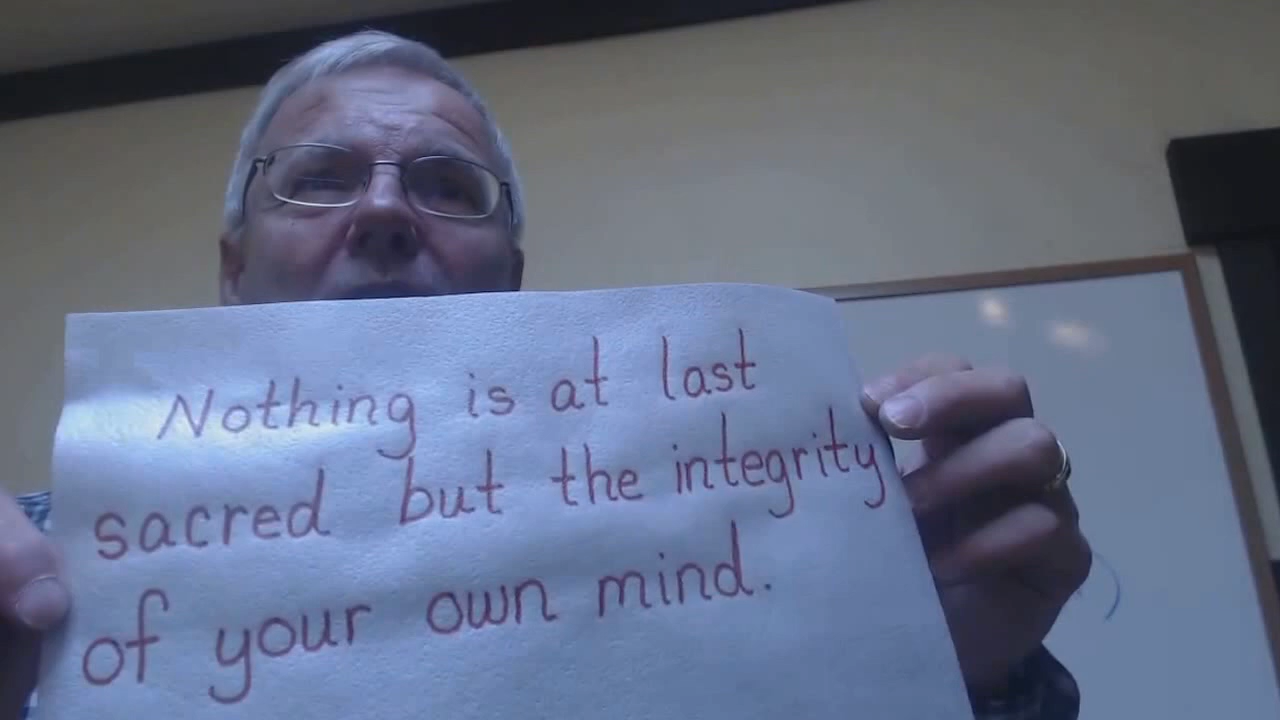 Nothing is at last
sacred but the integrity
of your own mind.